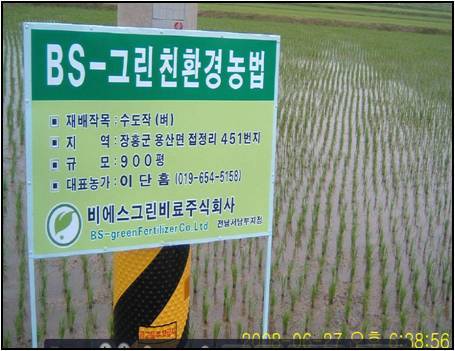 BS-그린친환경농법
▣ 재배작목 : 수도작 (벼)
▣ 지 역 : 장흥군 용산면 접정리 451번지
▣ 규 모 : 900평
▣ 대표농가 : 이단흠 (019-654-5158)
비에스그린비료주식회사
BS-greenFertilizerCo.Ltd 전남서남부지점
2008-06-27 오후 6:38:56